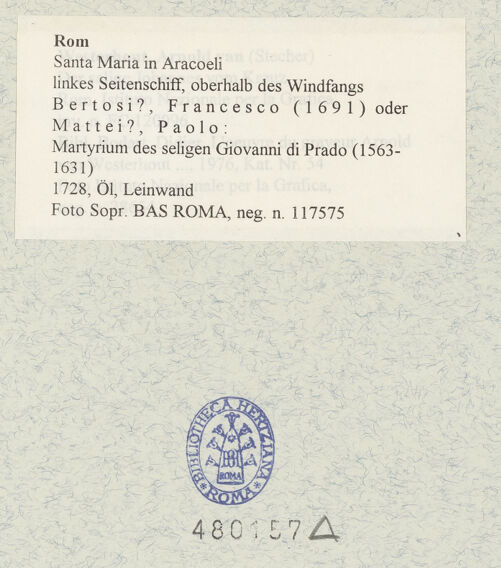 Rom
Santa Maria in Aracoeli
linkes Seitenschiff, oberhalb des Windfangs
Bertosi?, Francesco (1691) oder
Mattei?, Paolo:
Martyrium des seligen Giovanni di Prado (1563-
1631)
1728, Öl, Leinwand
Foto Sopr. BAS ROMA, neg. n. 117575
BIBLIOTHECA HERTZIANA
ROMA
*ROMA*
480157